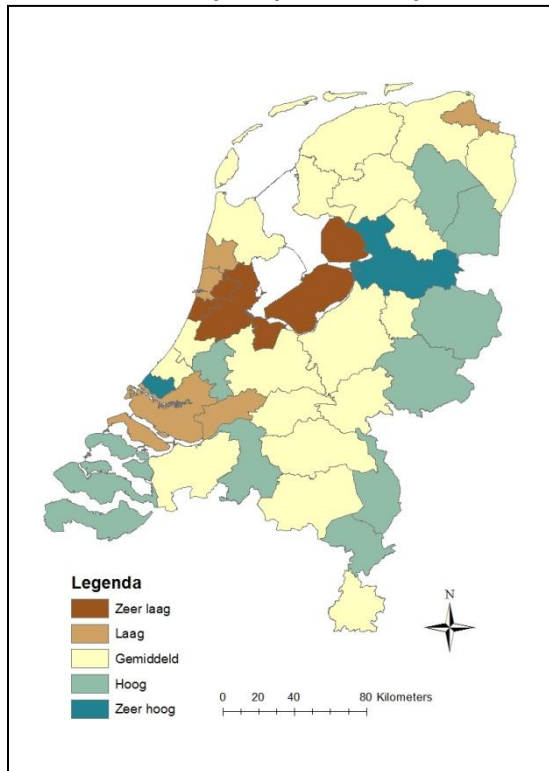 Legenda
Zeer laag
Laag
Gemiddeld
Hoog
Zeer hoog
N
0 20 40 80 Kilometers